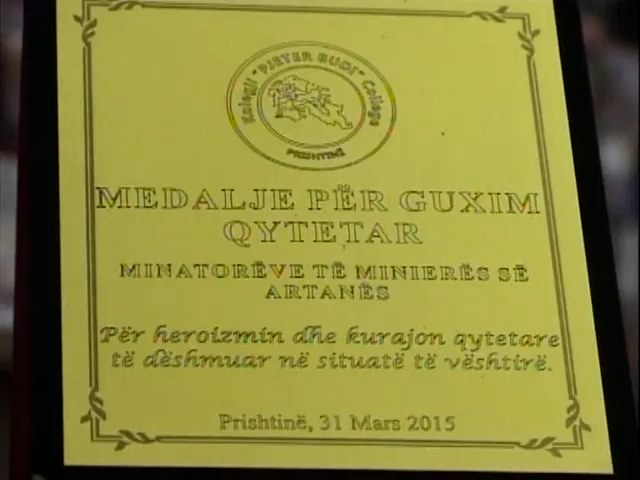 Kolegji "PJETER BUDI" College
PRISHTINË
MEDALJE PËR GUXIM
QYTETAR
MINATORËVE TË MINIERËS SË
ARTANËS
Për heroizmin dhe kurajon qytetare
të dëshmuar në situatë të vështirë.
Prishtinë, 31 Mars 2015